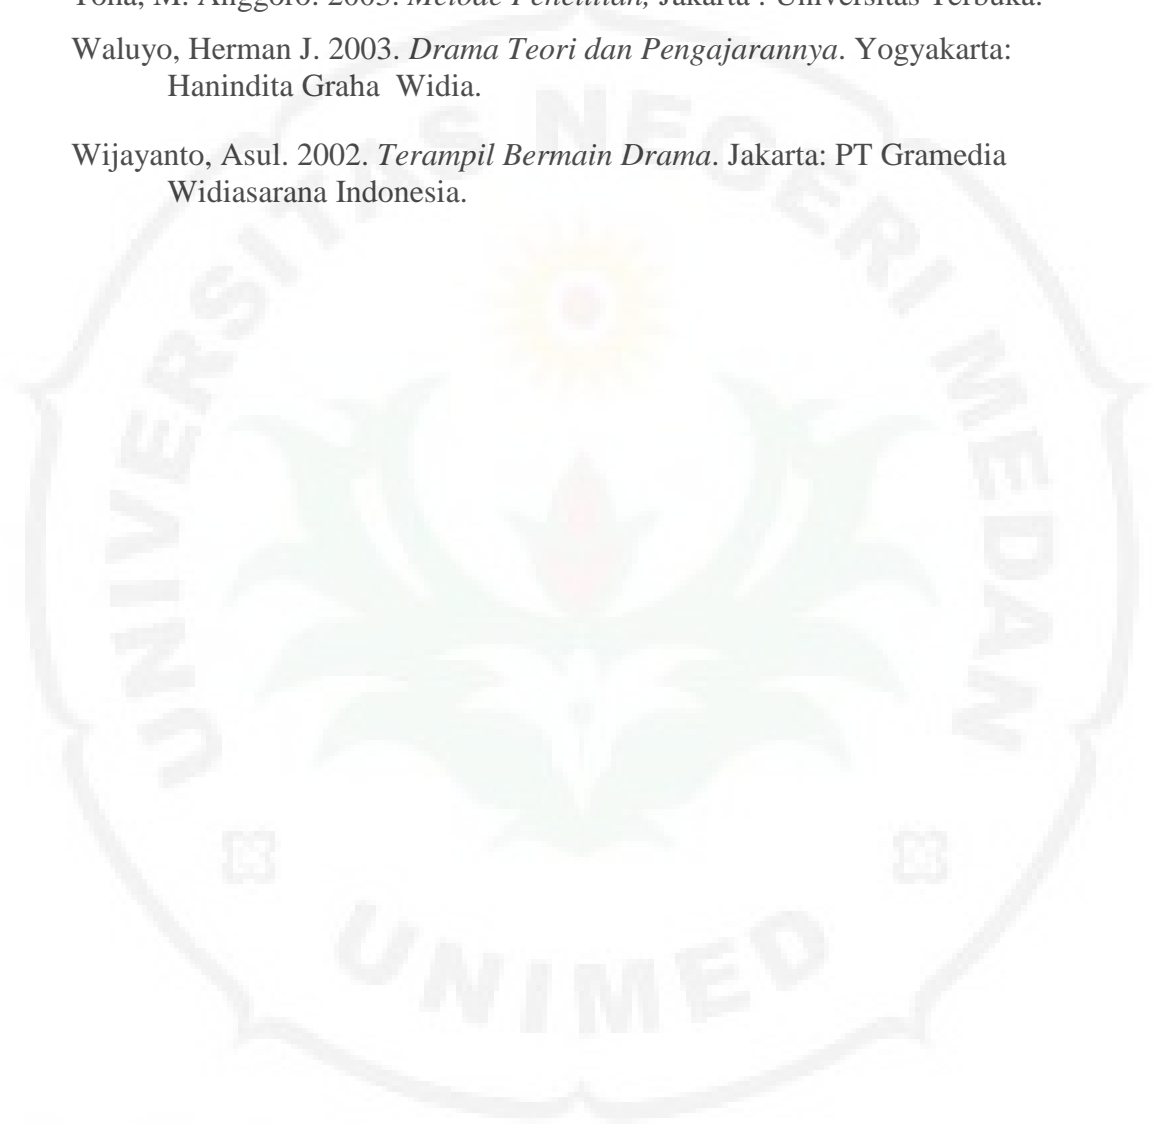 M. Anggoro. 2003. Metode Penelitian, Jakarta : Universitas Terbuka.
Waluyo, Herman J. 2003. Drama Teori dan Pengajarannya. Yogyakarta:
Hanindita Graha  Widia.
Wijayanto, Asul. 2002. Terampil Bermain Drama. Jakarta: PT Gramedia
Widiasarana Indonesia.
UNIVERSITAS NEGERI MEDAN
UNIMED